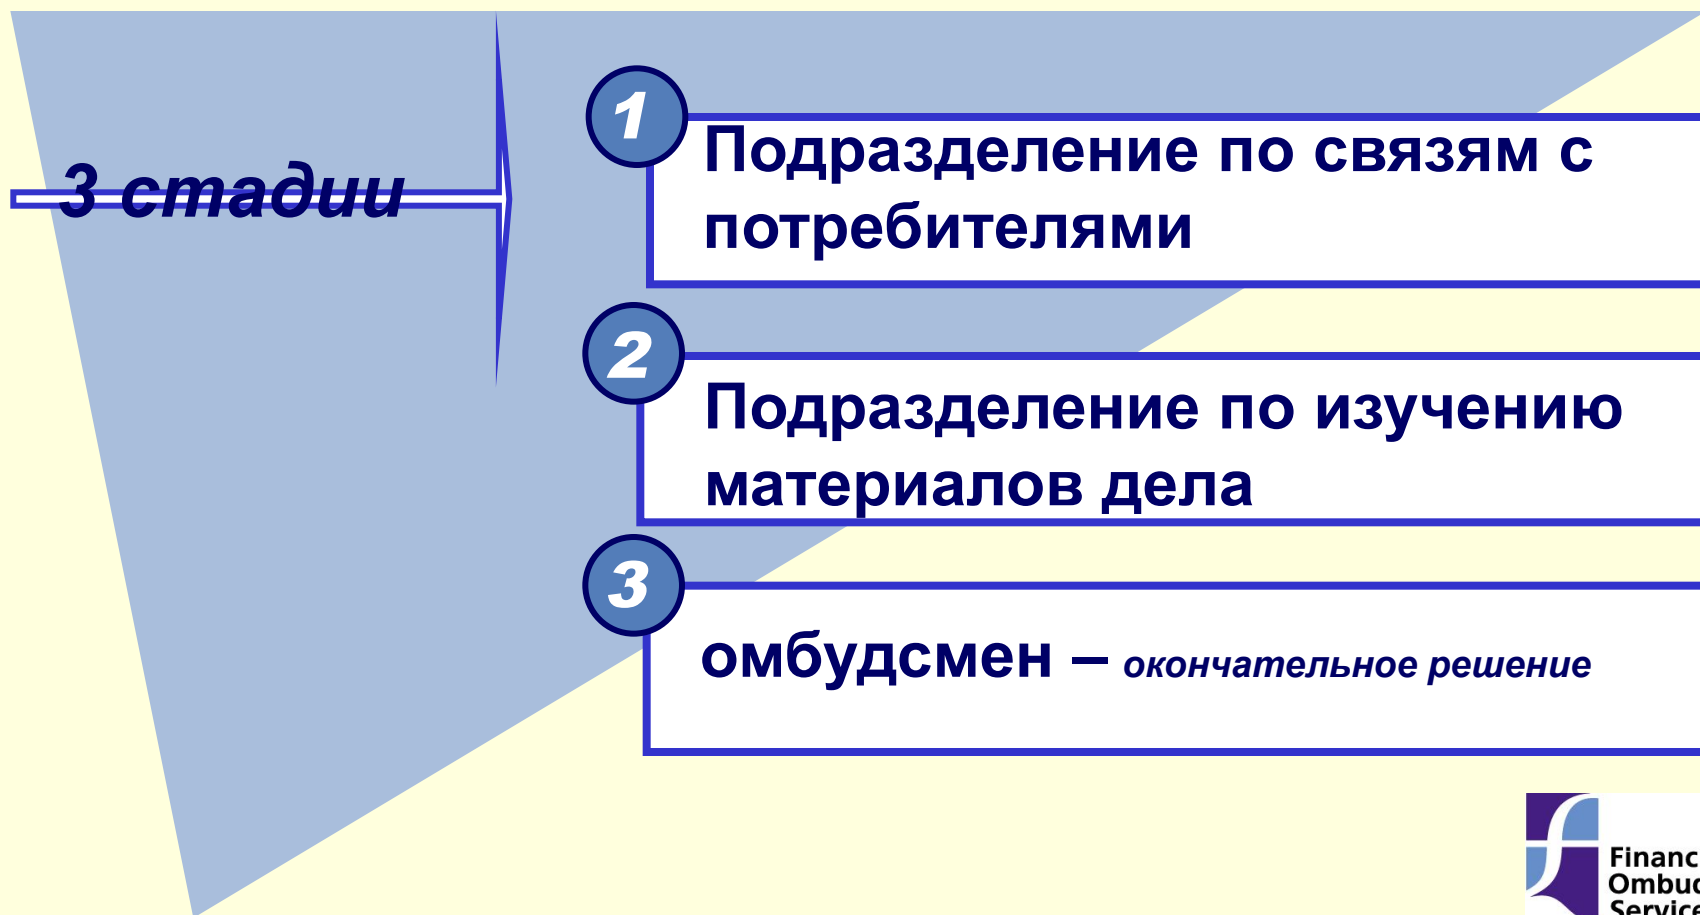 3 стадии
1
Подразделение по связям с
потребителями
2
Подразделение по изучению
материалов дела
3
омбудсмен – окончательное решение